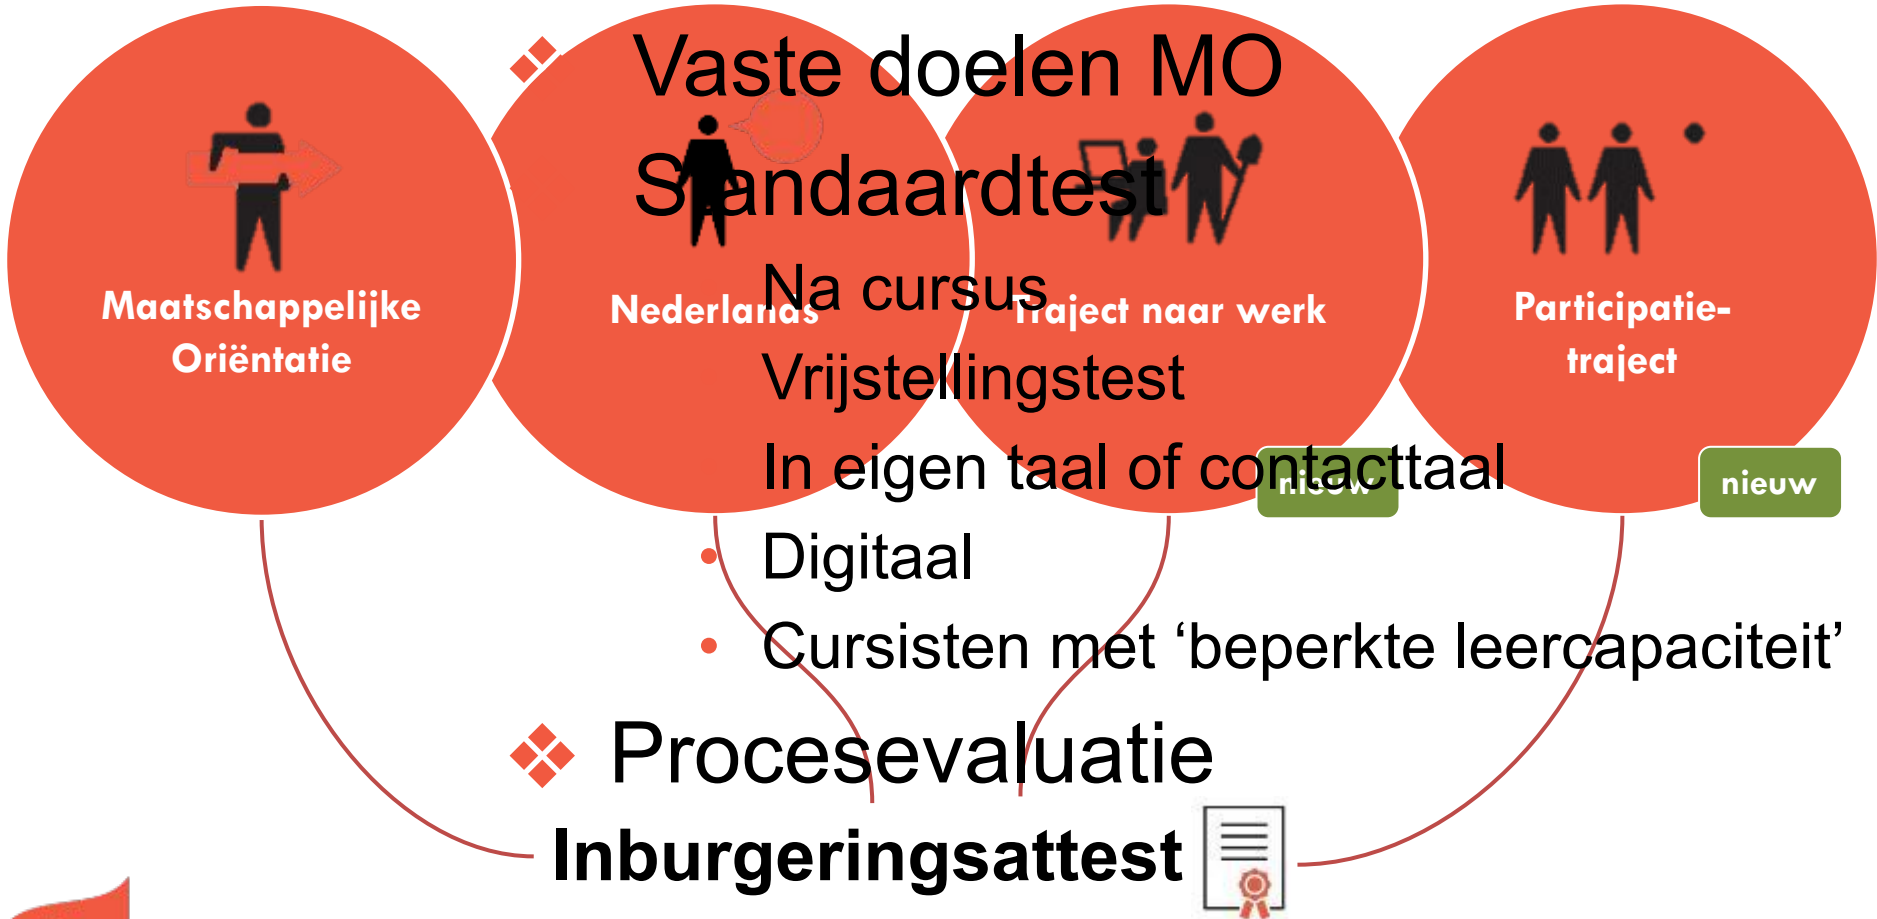 Vaste doelen MO
Standaardtest
Maatschappelijke
Oriëntatie
Nederlands
Traject naar werk
Participatie-
traject
Na cursus
Vrijstellingstest
In eigen taal of contacttaal
nieuw
nieuw
Digitaal
Cursisten met ‘beperkte leercapaciteit’
Procesevaluatie
Inburgeringsattest